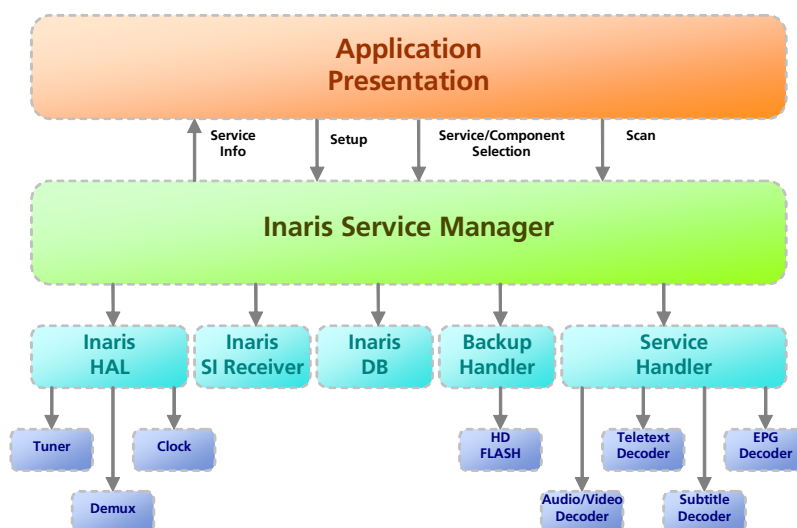 Application
Presentation
Service
Info
Setup
Service/Component
Selection
Scan
Inaris Service Manager
Inaris
HAL
Inaris
SI Receiver
Inaris
DB
Backup
Handler
Service
Handler
Tuner
Clock
HD
FLASH
Teletext
Decoder
EPG
Decoder
Demux
Audio/Video
Decoder
Subtitle
Decoder